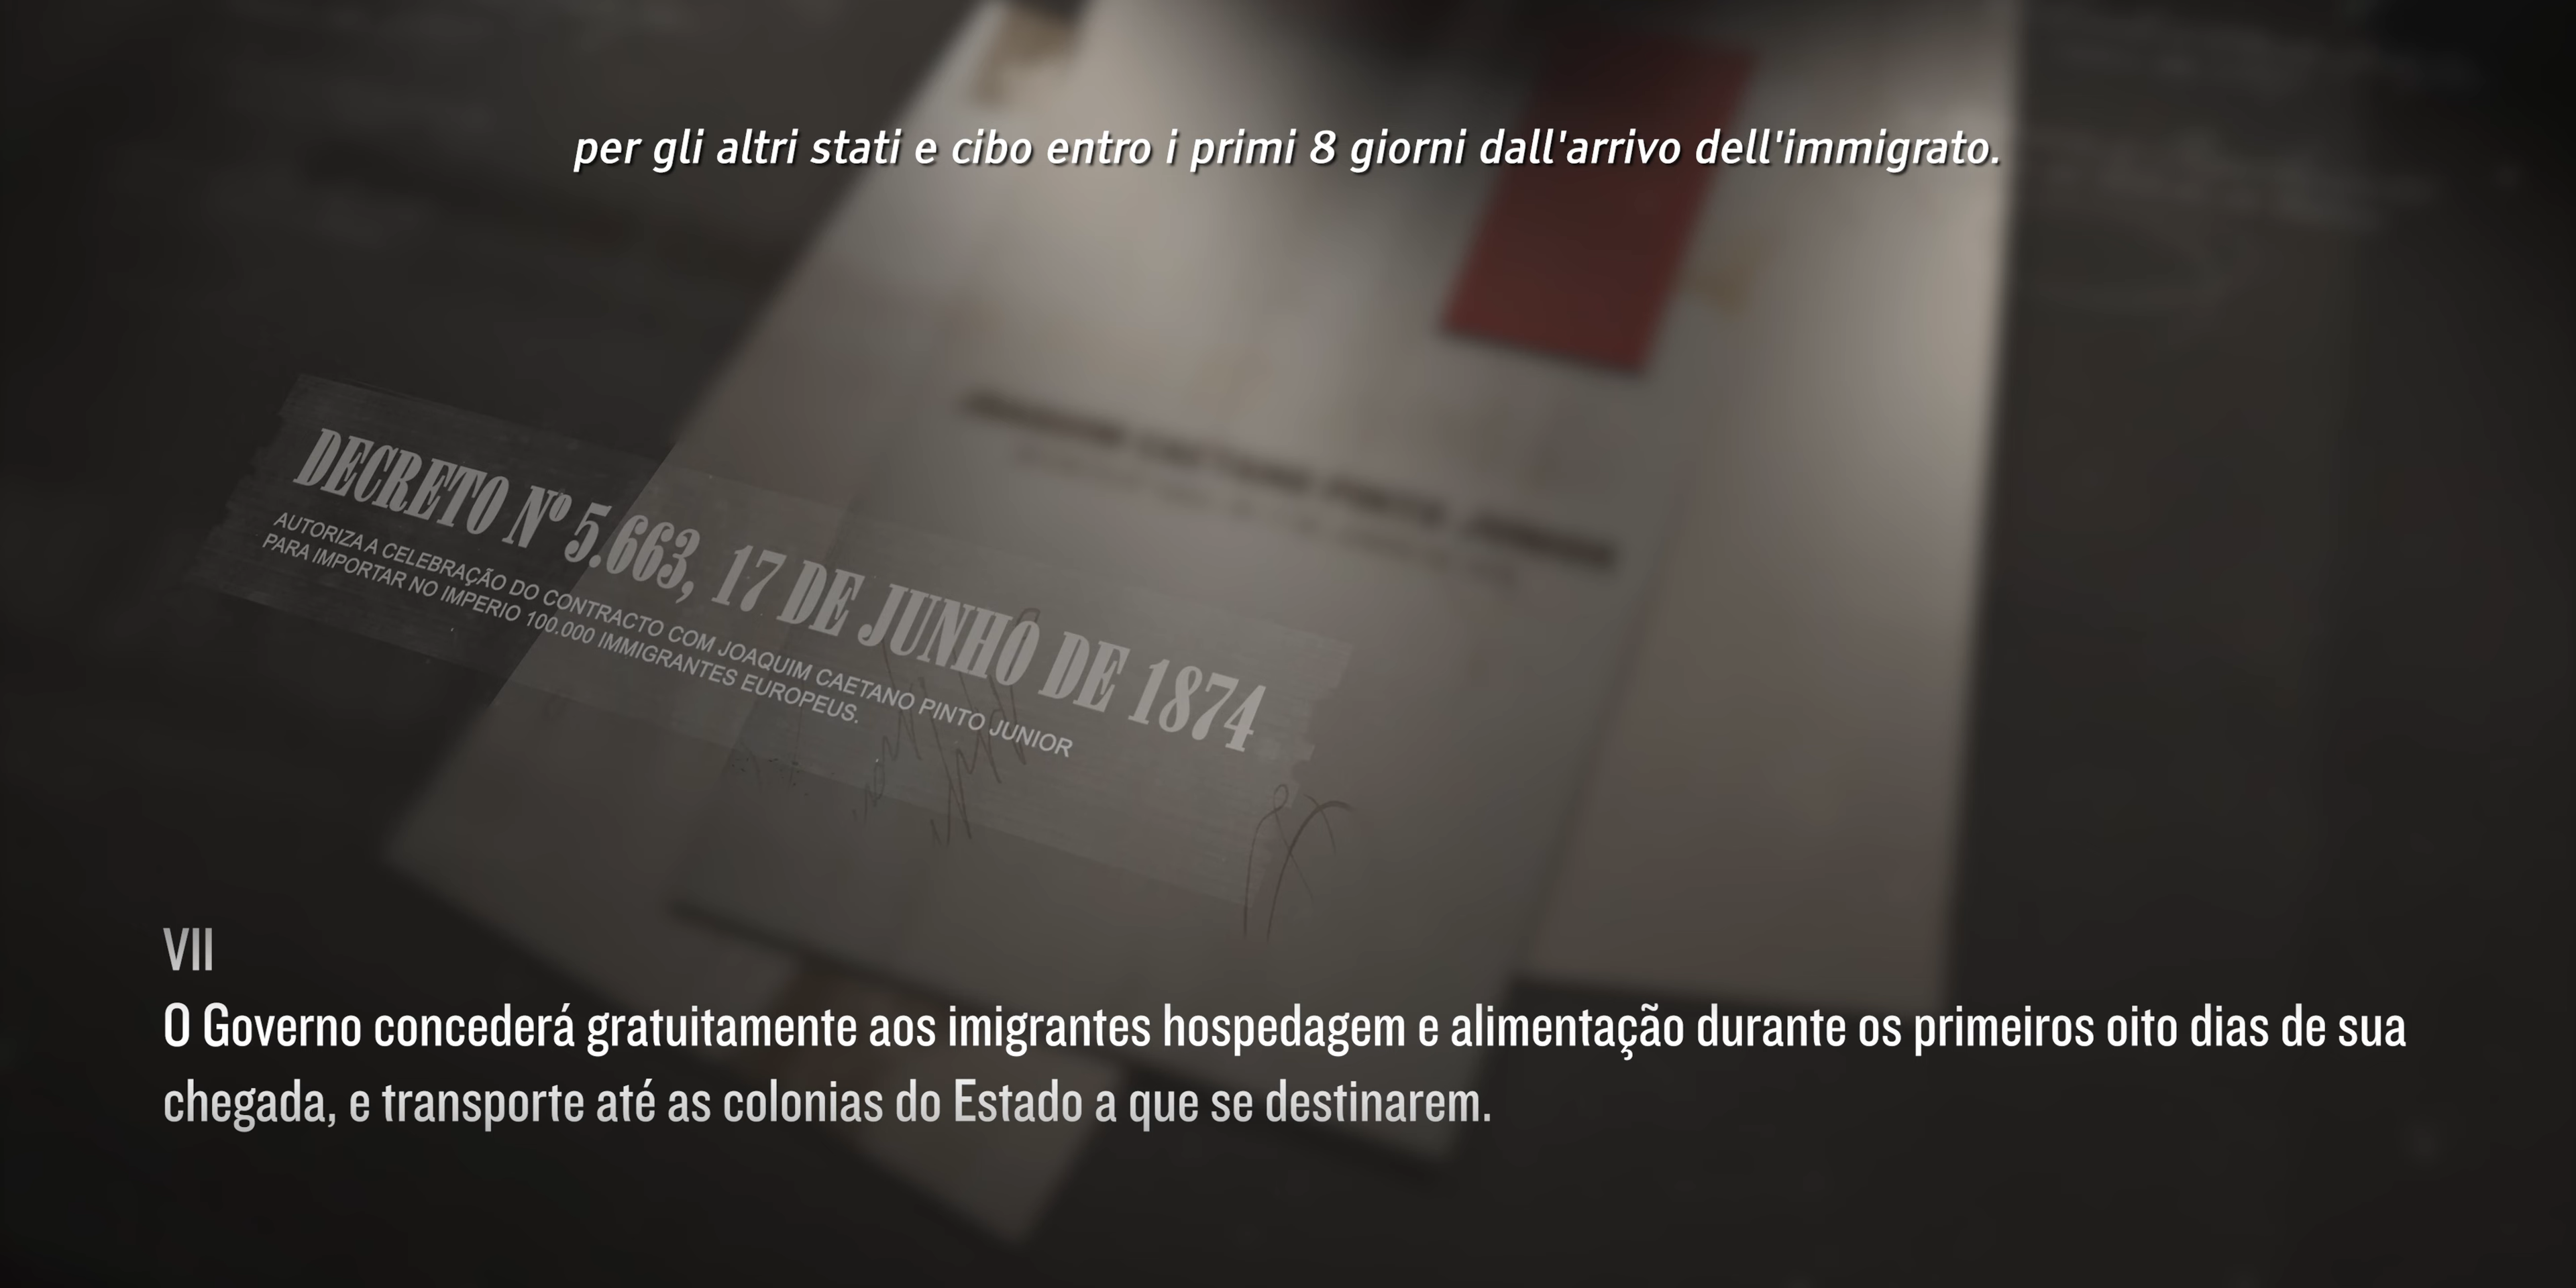 per gli altri stati e cibo entro i primi 8 giorni dall'arrivo dell'immigrato.
DECRETO Nº 5.663, 17 DE JUNHO DE 1874
AUTORIZA A CELEBRAÇÃO DO CONTRACTO COM JOAQUIM CAETANO PINTO JUNIOR
PARA IMPORTAR NO IMPERIO 100.000 IMMIGRANTES EUROPEUS.
VII
O Governo concederá gratuitamente aos imigrantes hospedagem e alimentação durante os primeiros oito dias de sua
chegada, e transporte até as colonias do Estado a que se destinarem.